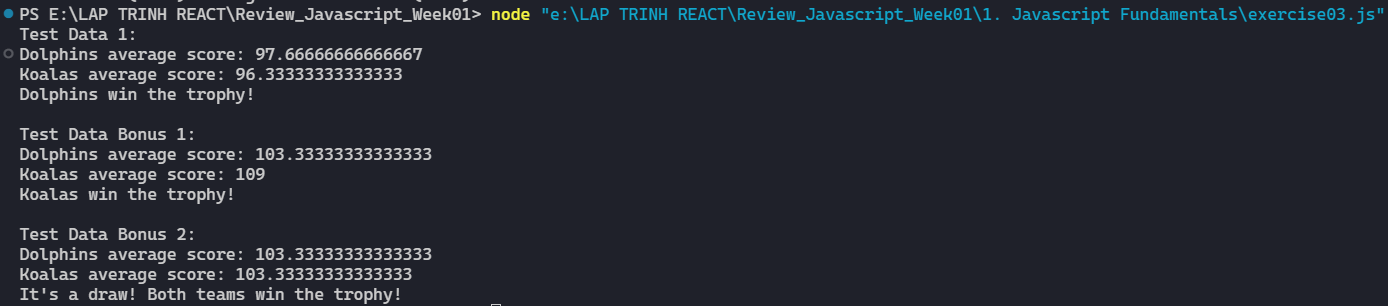 PS E:\LAP TRINH REACT\Review_Javascript_Week01> node "e:\LAP TRINH REACT\Review_Javascript_Week01\1. Javascript Fundamentals\exercise03.js"
Test Data 1:
Dolphins average score: 97.66666666666667
Koalas average score: 96.33333333333333
Dolphins win the trophy!

Test Data Bonus 1:
Dolphins average score: 103.33333333333333
Koalas average score: 109
Koalas win the trophy!

Test Data Bonus 2:
Dolphins average score: 103.33333333333333
Koalas average score: 103.33333333333333
It's a draw! Both teams win the trophy!